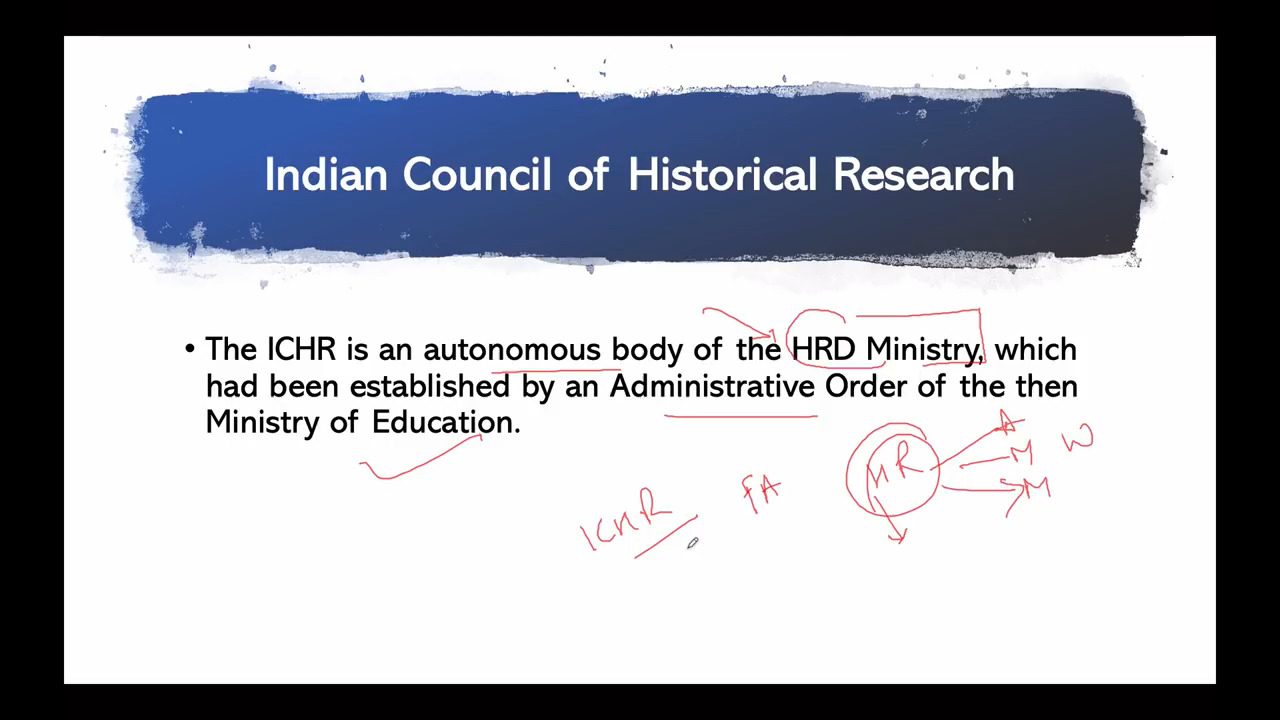 Indian Council of Historical Research
• The ICHR is an autonomous body of the HRD Ministry, which
had been established by an Administrative Order of the then
Ministry of Education.
A
HR M W
M
ICHR FA